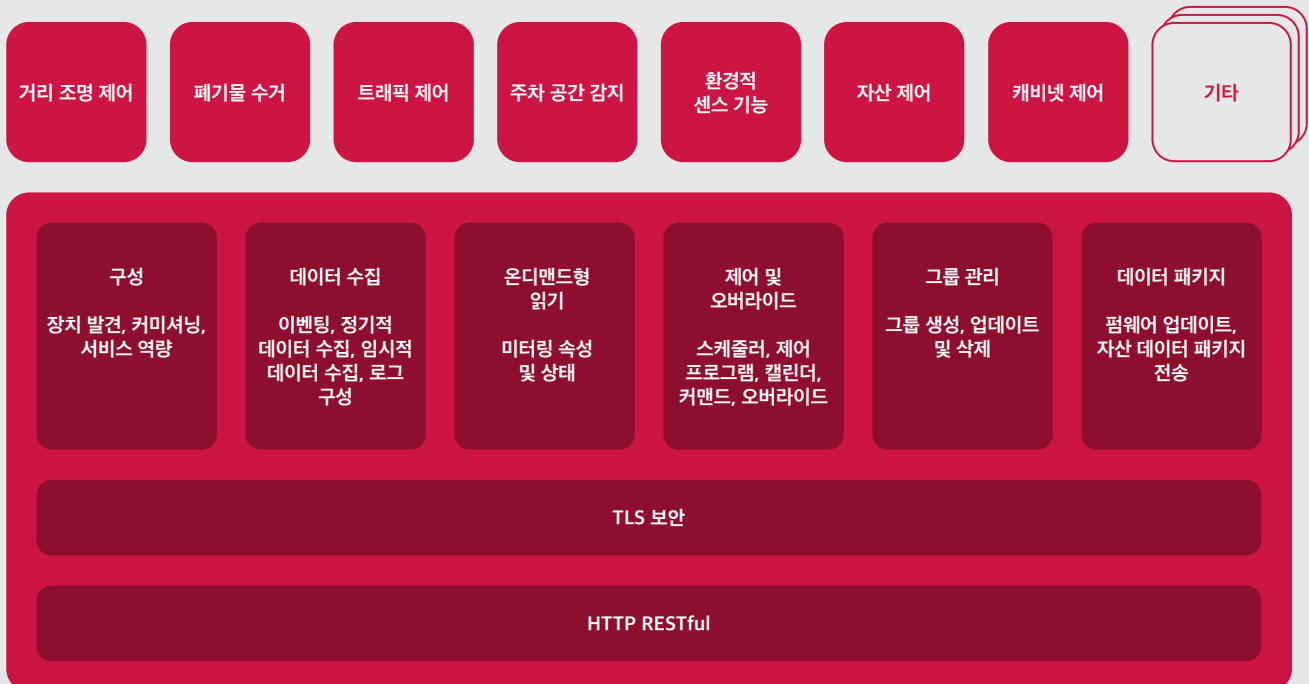 거리 조명 제어
폐기물 수거
트래픽 제어
주차 공간 감지
환경적
센스 기능
자산 제어
캐비넷 제어
기타
구성
장치 발견, 커미셔닝,
서비스 역량
데이터 수집
이벤팅, 정기적
데이터 수집, 임시적
데이터 수집, 로그
구성
온디맨드형
읽기
미터링 속성
및 상태
제어 및
오버라이드
스케줄러, 제어
프로그램, 캘린더,
커맨드, 오버라이드
그룹 관리
그룹 생성, 업데이트
및 삭제
데이터 패키지
펌웨어 업데이트,
자산 데이터 패키지
전송
TLS 보안
HTTP RESTful